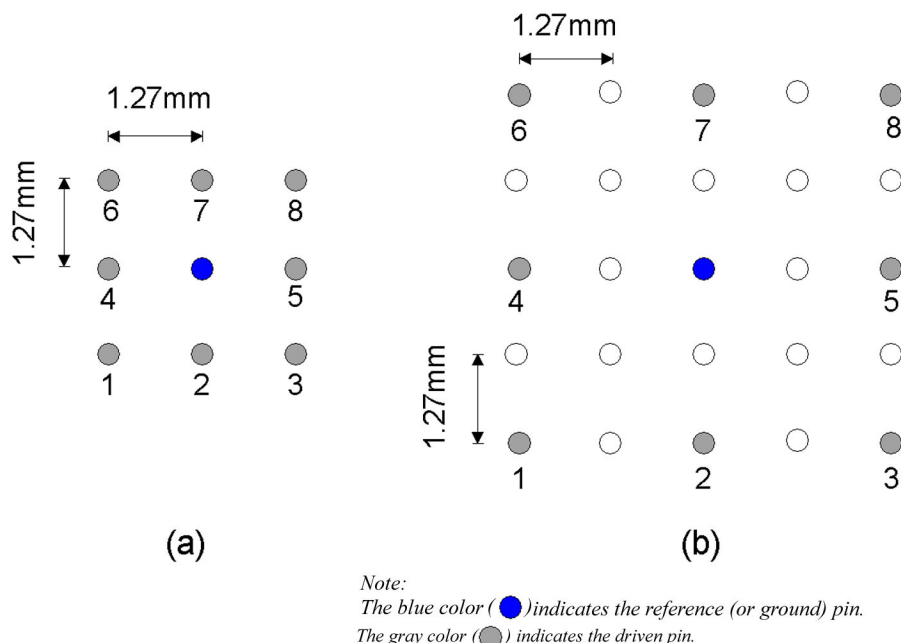 1.27mm
1.27mm
6 7 8
1.27mm
6 7 8
1.27mm
4 5
4 5
1 2 3
1.27mm
1 2 3
(a) (b)
Note:
The blue color ( ) indicates the reference (or ground) pin.
The gray color ( ) indicates the driven pin.